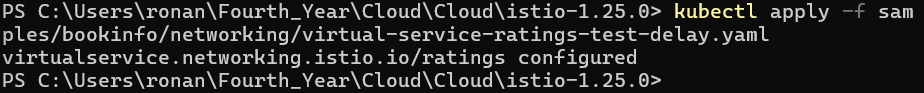 PS C:\Users\ronan\Fourth_Year\Cloud\Cloud\istio-1.25.0> kubectl apply -f sam
ples/bookinfo/networking/virtual-service-ratings-test-delay.yaml
virtualservice.networking.istio.io/ratings configured
PS C:\Users\ronan\Fourth_Year\Cloud\Cloud\istio-1.25.0>